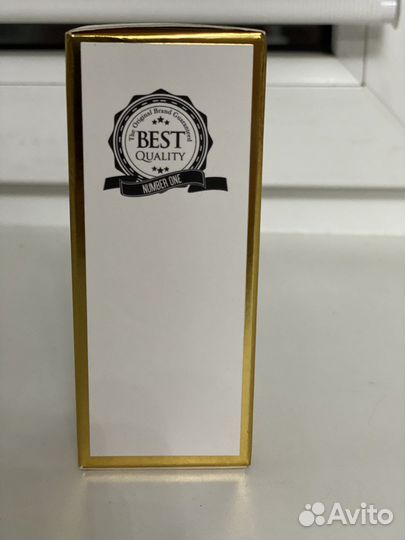 The Original Brand Guaranteed
BEST
QUALITY
NUMBER ONE
Avito